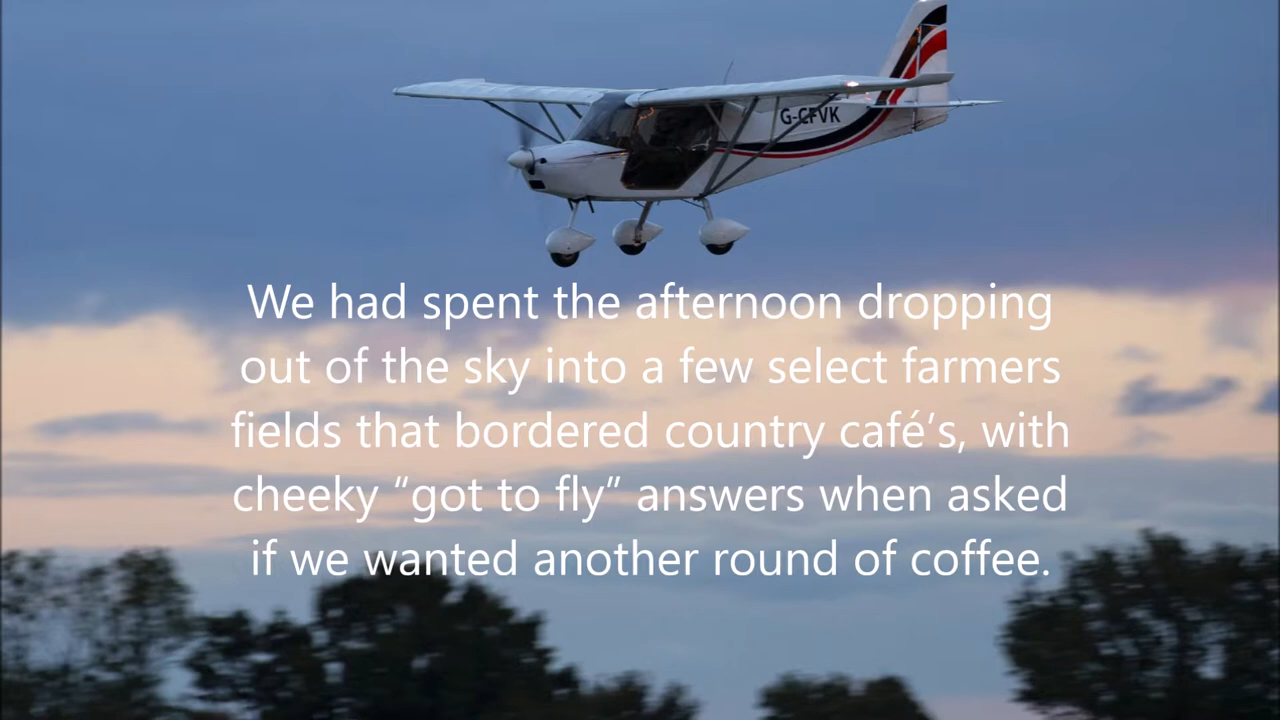 G-CFVK
We had spent the afternoon dropping
out of the sky into a few select farmers
fields that bordered country café’s, with
cheeky “got to fly” answers when asked
if we wanted another round of coffee.